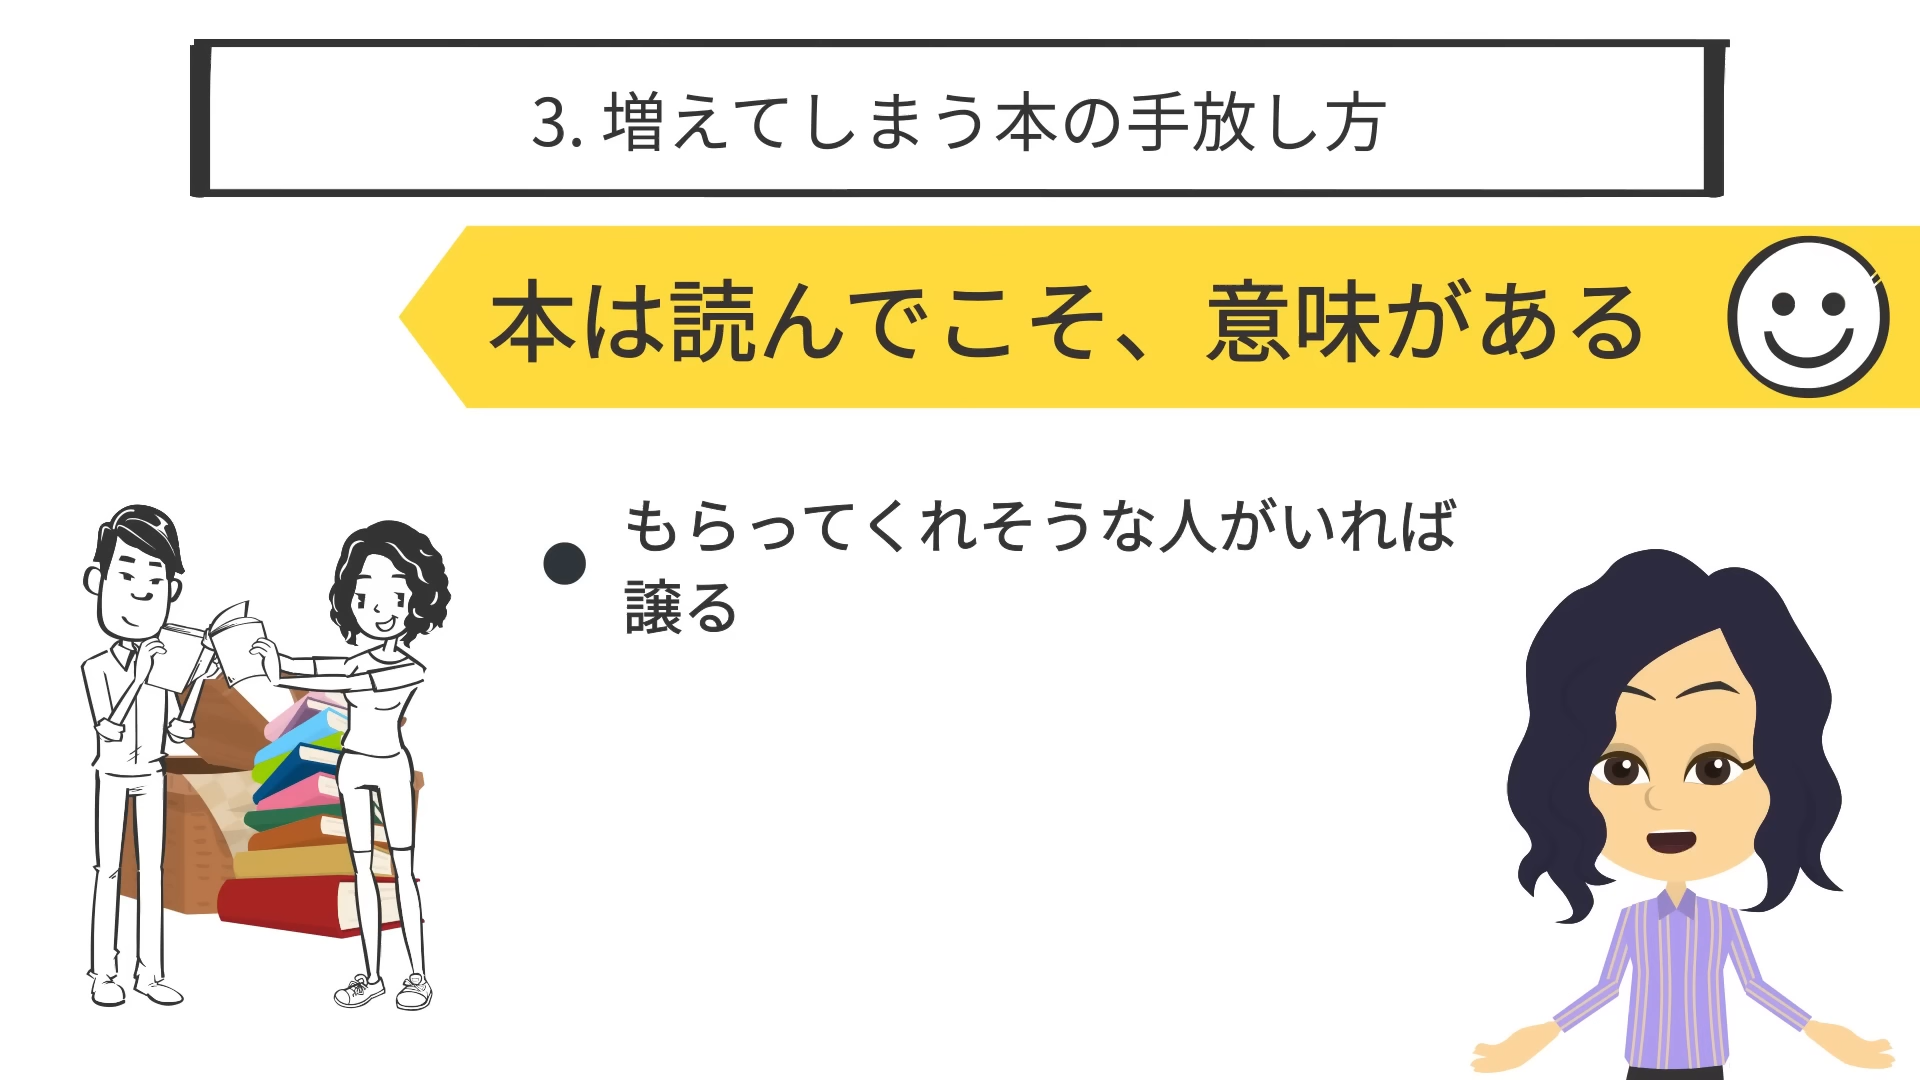 3. 増えてしまう本の手放し方
本は読んでこそ、意味がある
もらってくれそうな人がいれば
譲る